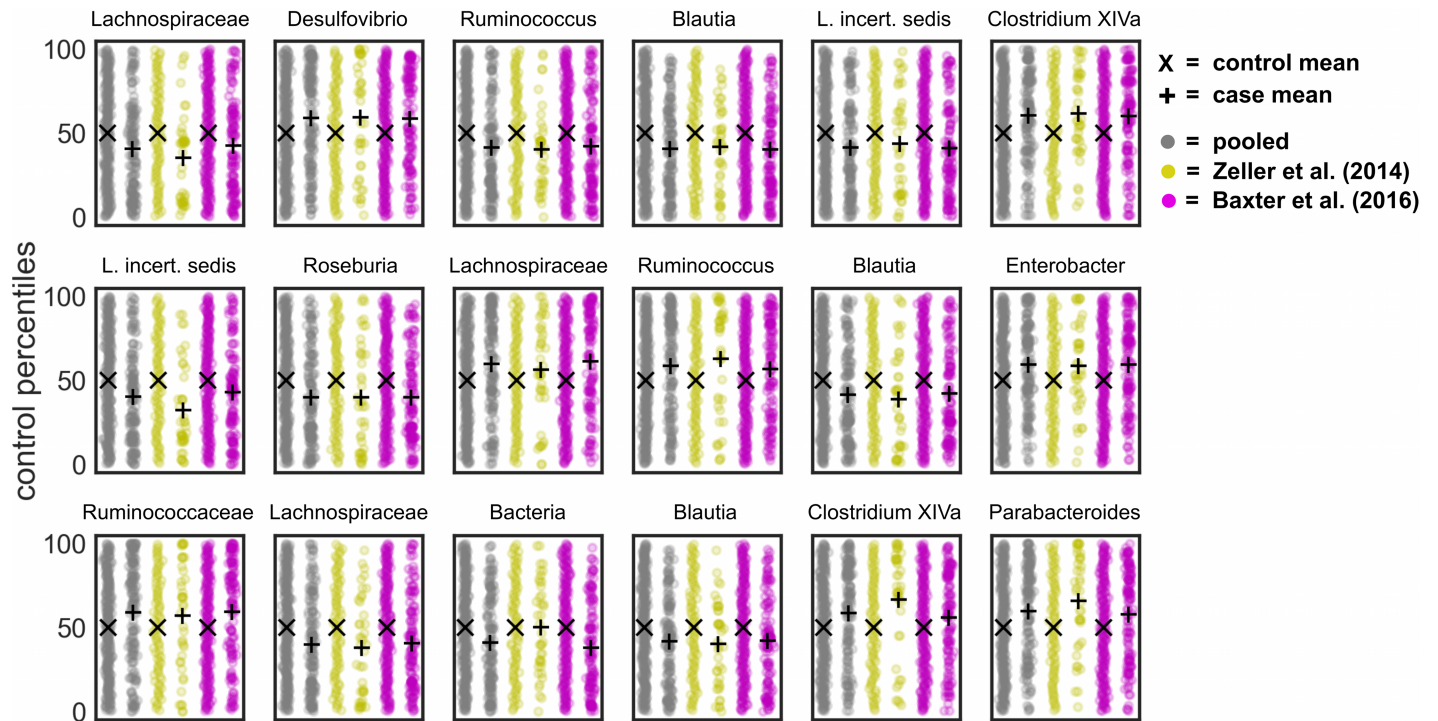 Lachnospiraceae Desulfovibrio Ruminococcus Blautia L. incert. sedis Clostridium XIVa
100
50
0
X = control mean
+ = case mean
= pooled
= Zeller et al. (2014)
= Baxter et al. (2016)
control percentiles
L. incert. sedis Roseburia Lachnospiraceae Ruminococcus Blautia Enterobacter
100
50
0
Ruminococcaceae Lachnospiraceae Bacteria Blautia Clostridium XIVa Parabacteroides
100
50
0